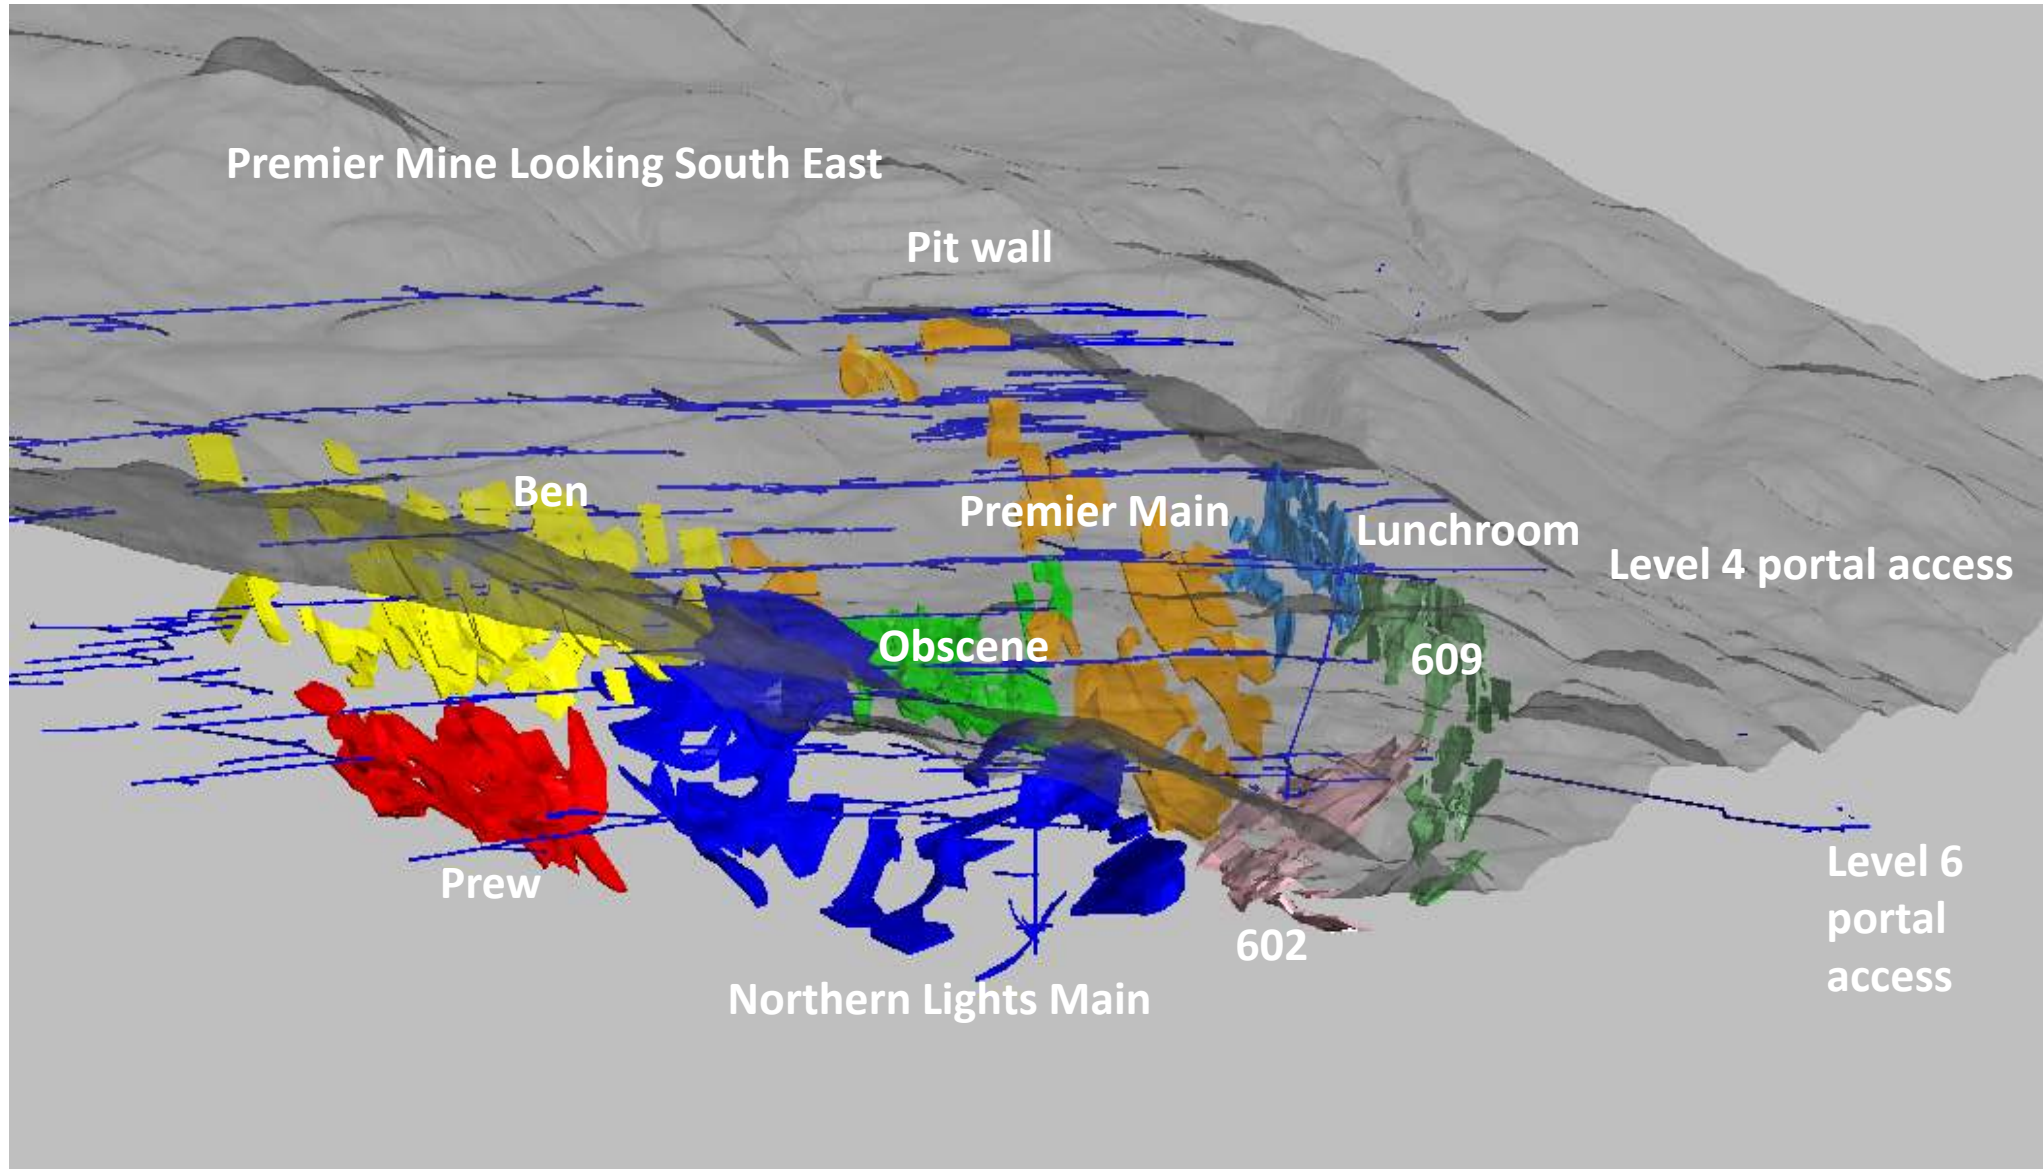 Premier Mine Looking South East
Pit wall
Ben
Premier Main
Lunchroom
Level 4 portal access
Obscene
609
Prew
Level 6
portal
access
602
Northern Lights Main